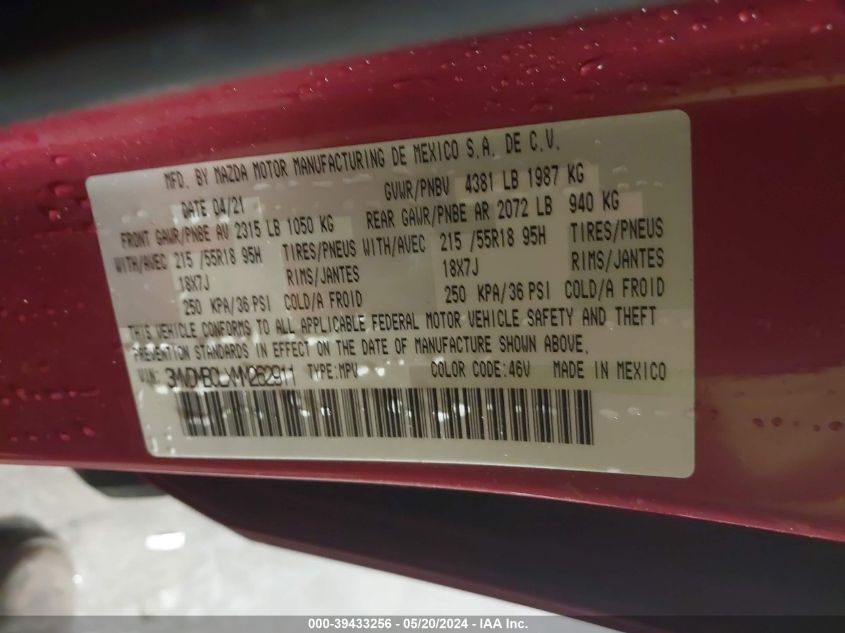 MFD. BY MAZDA MOTOR MANUFACTURING DE MEXICO S.A. DE C.V.
DATE 04/21 GVWR/PNBV 4381 LB 1987 KG
FRONT GAWR/PNBE AV 2315 LB 1050 KG REAR GAWR/PNBE AR 2072 LB 940 KG
WITH/AVEC 215 /55R18 95H TIRES/PNEUS WITH/AVEC 215 /55R18 95H TIRES/PNEUS
18X7J RIMS/JANTES 18X7J RIMS/JANTES
250 KPA/36 PSI COLD/A FROID 250 KPA/36 PSI COLD/A FROID
THIS VEHICLE CONFORMS TO ALL APPLICABLE FEDERAL MOTOR VEHICLE SAFETY AND THEFT
PREVENTION STANDARDS IN EFFECT ON THE DATE OF MANUFACTURE SHOWN ABOVE.
VIN: TYPE:MPV COLOR CODE:46V MADE IN MEXICO
000-39433256 - 05/20/2024 - IAA Inc.